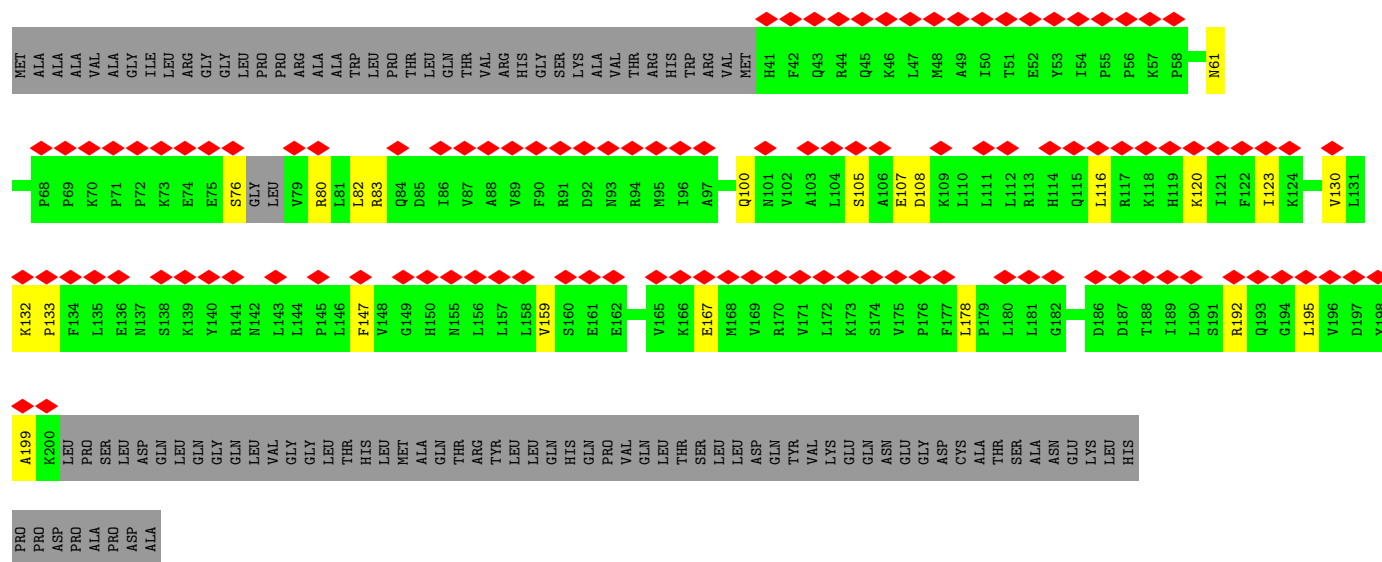 MET ALA ALA ALA ALA VAL ALA GLY ILE LEU ARG GLY GLY LEU PRO PRO ARG ALA ALA TRP LEU PRO THR LEU GLN THR VAL ARG HIS GLY SER LYS ALA VAL THR ARG HIS TRP ARG VAL MET H41 F42 Q43 R44 Q45 K46 L47 M48 A49 I50 T51 E52 Y53 I54 P55 P56 K57 P58 N61
P68 P69 K70 P71 P72 K73 E74 E75 S76 GLY LEU V79 R80 L81 L82 R83 Q84 D85 I86 V87 A88 V89 F90 R91 D92 N93 R94 M95 I96 A97 Q100 N101 V102 A103 L104 S105 A106 E107 D108 K109 L110 L111 L112 R113 H114 Q115 L116 R117 K118 H119 K120 I121 F122 I123 K124 V130 L131
K132 P133 F134 L135 E136 N137 S138 K139 Y140 R141 N142 L143 L144 P145 L146 F147 V148 G149 H150 N155 L156 L157 L158 V159 S160 E161 E162 V165 K166 E167 M168 V169 R170 V171 L172 K173 S174 V175 P176 F177 L178 P179 L180 L181 G182 D186 D187 T188 I189 L190 S191 R192 Q193 G194 L195 V196 D197 Y198
A199 K200 LEU PRO SER LEU ASP GLN LEU GLN GLY GLN LEU VAL GLY GLY LEU THR HIS LEU MET ALA GLN THR ARG TYR LEU LEU GLN HIS GLN PRO VAL GLN LEU THR SER LEU LEU ASP GLN TYR VAL LYS GLU GLN ASN GLU GLY ASP CYS ALA THR SER ALA ASN GLU LYS LEU HIS
PRO PRO ASP PRO ALA PRO ASP ALA